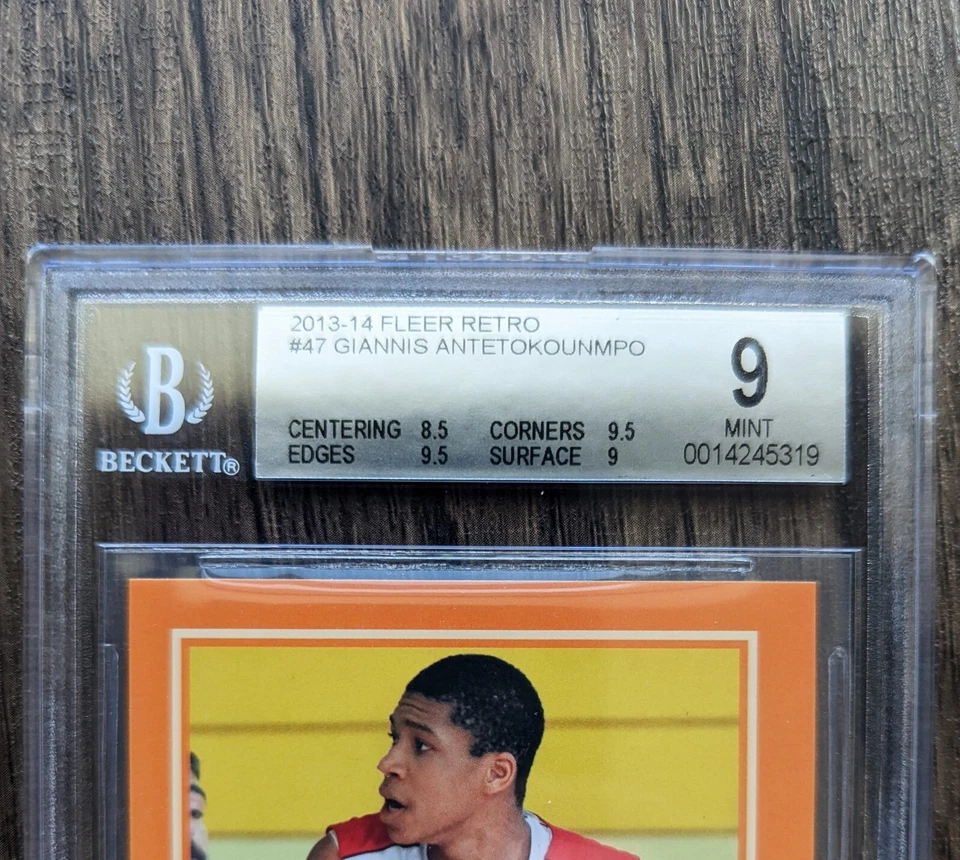 2013-14 FLEER RETRO
#47 GIANNIS ANTETOKOUNMPO
9
B
CENTERING 8.5 CORNERS 9.5
MINT
EDGES 9.5 SURFACE 9
0014245319
BECKETT®